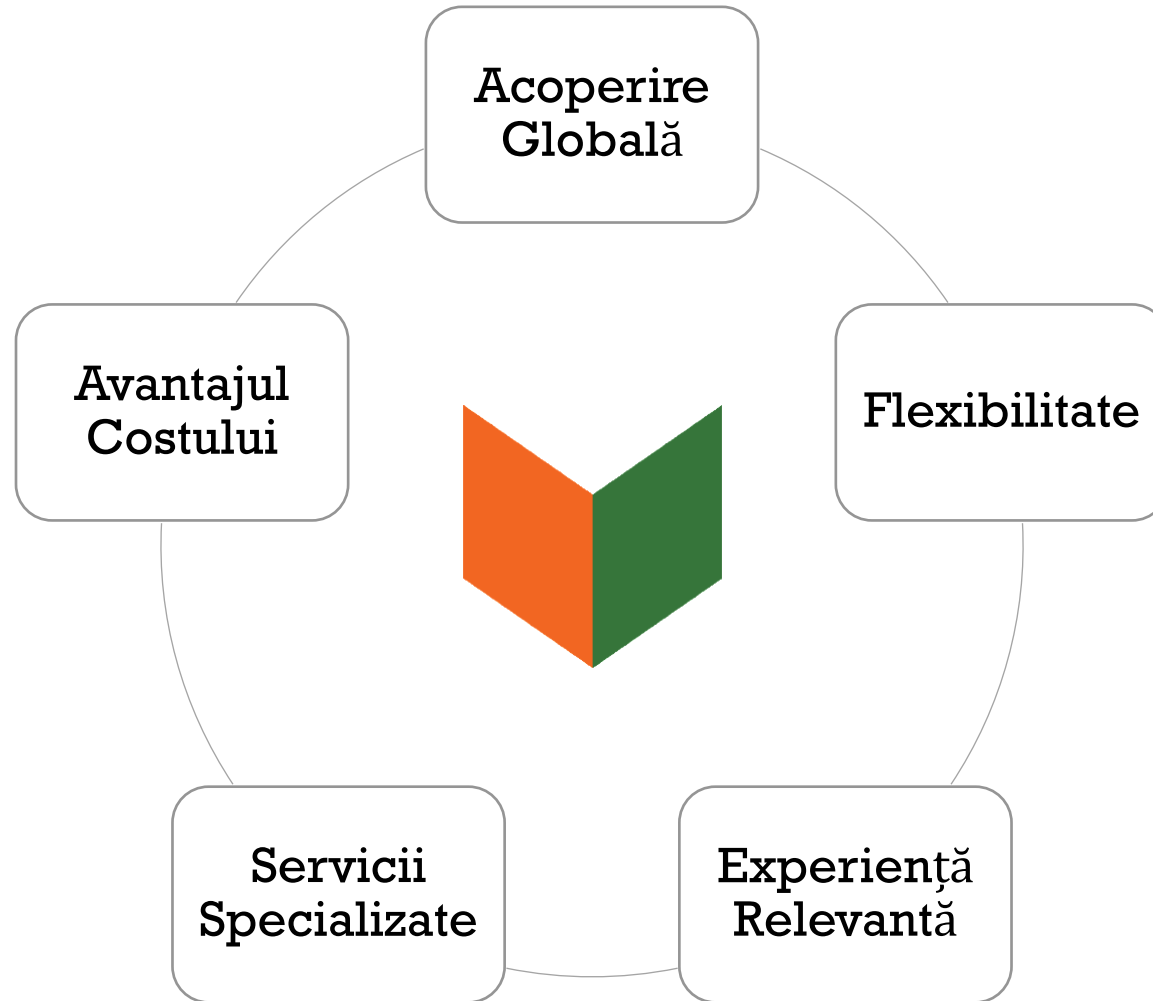 Acoperire
Globală
Avantajul
Costului
Flexibilitate
Servicii
Specializate
Experiență
Relevantă